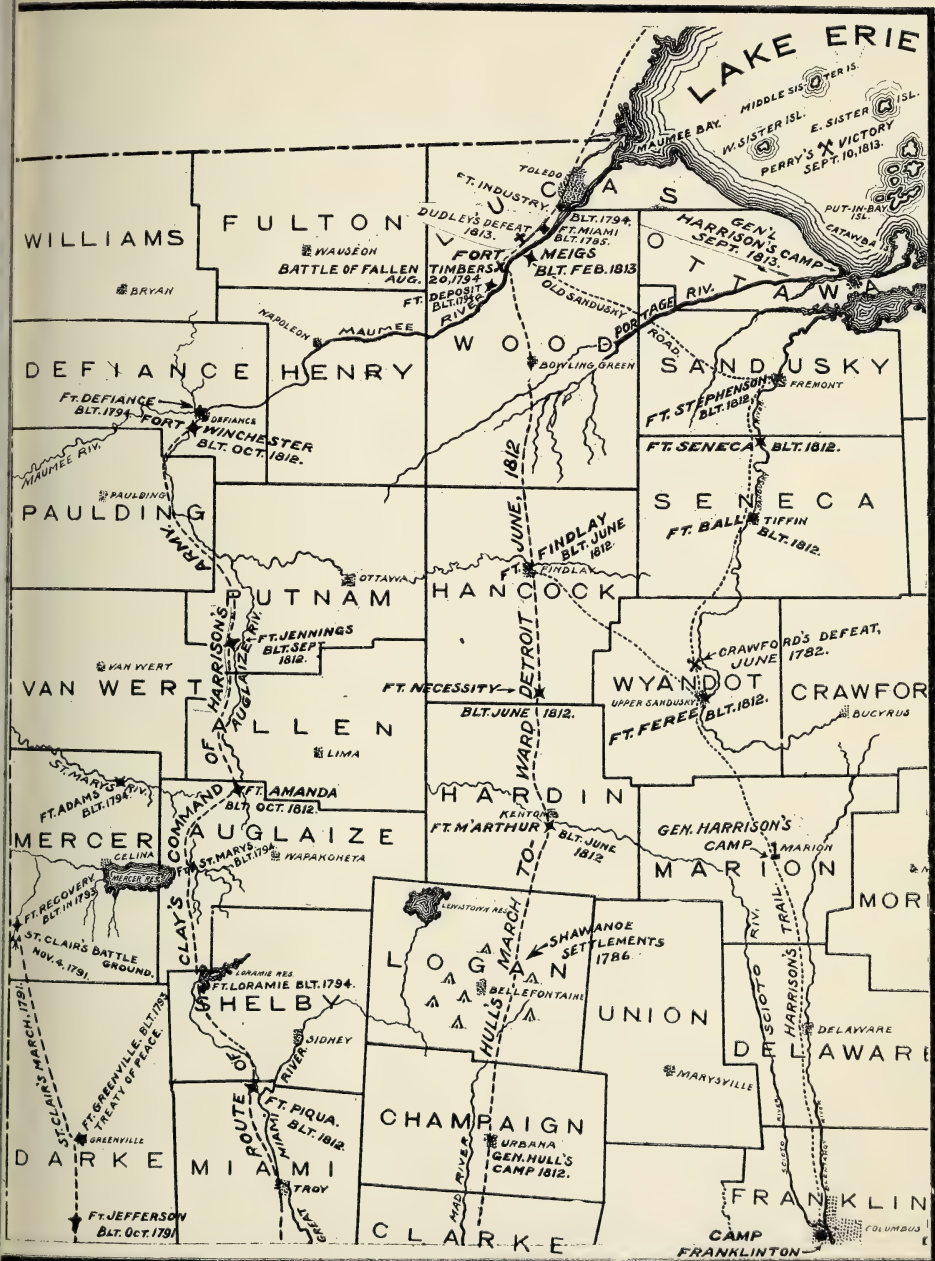 LAKE ERIE
MIDDLE SISTER IS.
E. SISTER ISL.
W. SISTER ISL.
PERRY'S VICTORY
SEPT. 10, 1813.
PUT-IN-BAY
ISL.
CATAWBA
MAUMEE BAY.
TOLEDO
FT. INDUSTRY
LUCAS
DUDLEY'S DEFEAT
1813.
BLT. 1794.
FT. MIAMI
BLT. 1785.
FORT MEIGS
BLT. FEB. 1813
BATTLE OF FALLEN TIMBERS
AUG. 20, 1794
FT. DEPOSIT
BLT. 1794
GEN'L
HARRISON'S CAMP
SEPT. 1813.
OTTAWA
WILLIAMS
BRYAN
FULTON
WAUSEON
NAPOLEON
MAUMEE RIVER
OLD SANDUSKY ROAD.
PORTAGE RIV.
WOOD
BOWLING GREEN
SANDUSKY
FT. STEPHENSON
BLT. 1812.
FREMONT
DEFIANCE
HENRY
FT. DEFIANCE
BLT. 1794.
DEFIANCE
FORT WINCHESTER
BLT. OCT. 1812.
MAUMEE RIV.
FT. SENECA BLT. 1812.
SENECA
FT. BALL
TIFFIN
BLT. 1812.
PAULDING
PAULDING
FT. FINDLAY
BLT. JUNE
1812.
FINDLAY
HANCOCK
OTTAWA
PUTNAM
FT. JENNINGS
BLT. SEPT
1812.
AUGLAIZE RIV.
VAN WERT
VAN WERT
ALLEN
LIMA
FT. NECESSITY
BLT. JUNE 1812.
CRAWFORD'S DEFEAT,
JUNE 1782.
WYANDOT
UPPER SANDUSKY
FT. FEREE BLT. 1812.
CRAWFOR
BUCYRUS
ST. MARYS RIV.
FT. ADAMS
BLT. 1794.
FT. AMANDA
BLT. OCT. 1812.
HARDIN
KENTON
FT. M'ARTHUR
BLT. JUNE
1812
GEN. HARRISON'S
CAMP
MARION
MARION
MERCER
CELINA
MERCER RES.
AUGLAIZE
FT. ST. MARYS
BLT. 1794.
WAPAKONETA
MOR
FT. RECOVERY
BLT. IN 1793
ST. CLAIR'S BATTLE
GROUND.
NOV. 4, 1791.
LEWISTOWN RES.
LOGAN
SHAWANOE
SETTLEMENTS
1786.
BELLEFONTAINE
LORAMIE RES.
FT. LORAMIE BLT. 1794.
SHELBY
SIDNEY
UNION
MARYSVILLE
DELAWARE
DELAWARE
ROUTE OF CLAY'S COMMAND OF HARRISON'S ARMY.
HULL'S MARCH TO-WARD DETROIT JUNE, 1812
SCIOTO RIV.
HARRISON'S TRAIL
ST. CLAIR'S MARCH, 1791.
FT. GREENVILLE, BLT. 1793
TREATY OF PEACE.
GREENVILLE
DARKE
FT. JEFFERSON
BLT. OCT. 1791
FT. PIQUA.
BLT. 1812.
MIAMI
TROY
GREAT MIAMI RIVER
CHAMPAIGN
URBANA
GEN. HULL'S
CAMP 1812.
MAD RIVER
CLARKE
SCIOTO RIVER
FRANKLIN
COLUMBUS
CAMP
FRANKLINTON